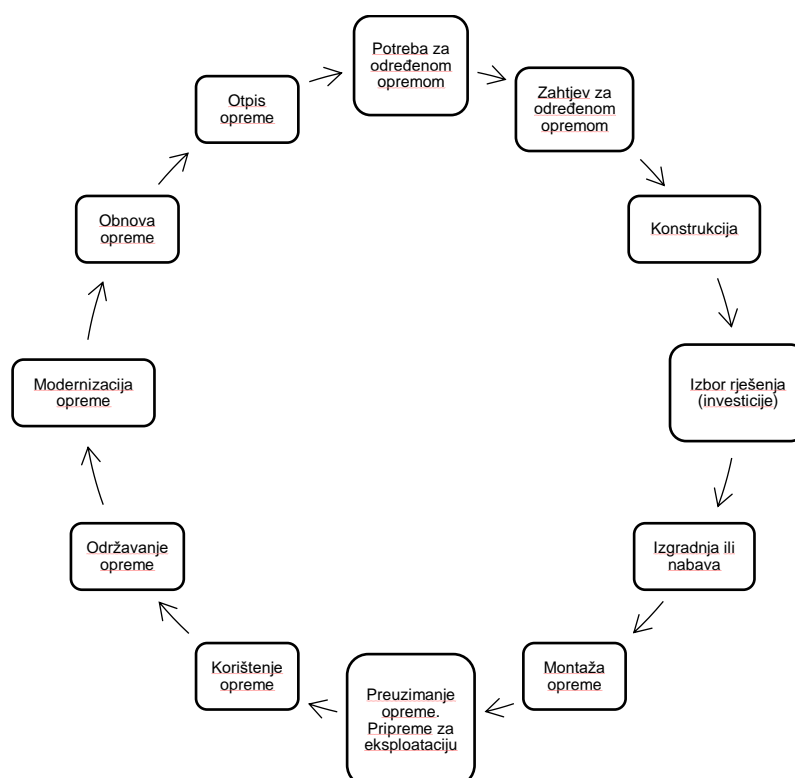 Potreba za
određenom
opremom
Zahtjev za
određenom
opremom
Konstrukcija
Izbor rješenja
(investicije)
Izgradnja ili
nabava
Montaža
opreme
Preuzimanje
opreme.
Pripreme za
eksploataciju
Korištenje
opreme
Održavanje
opreme
Modernizacija
opreme
Obnova
opreme
Otpis
opreme